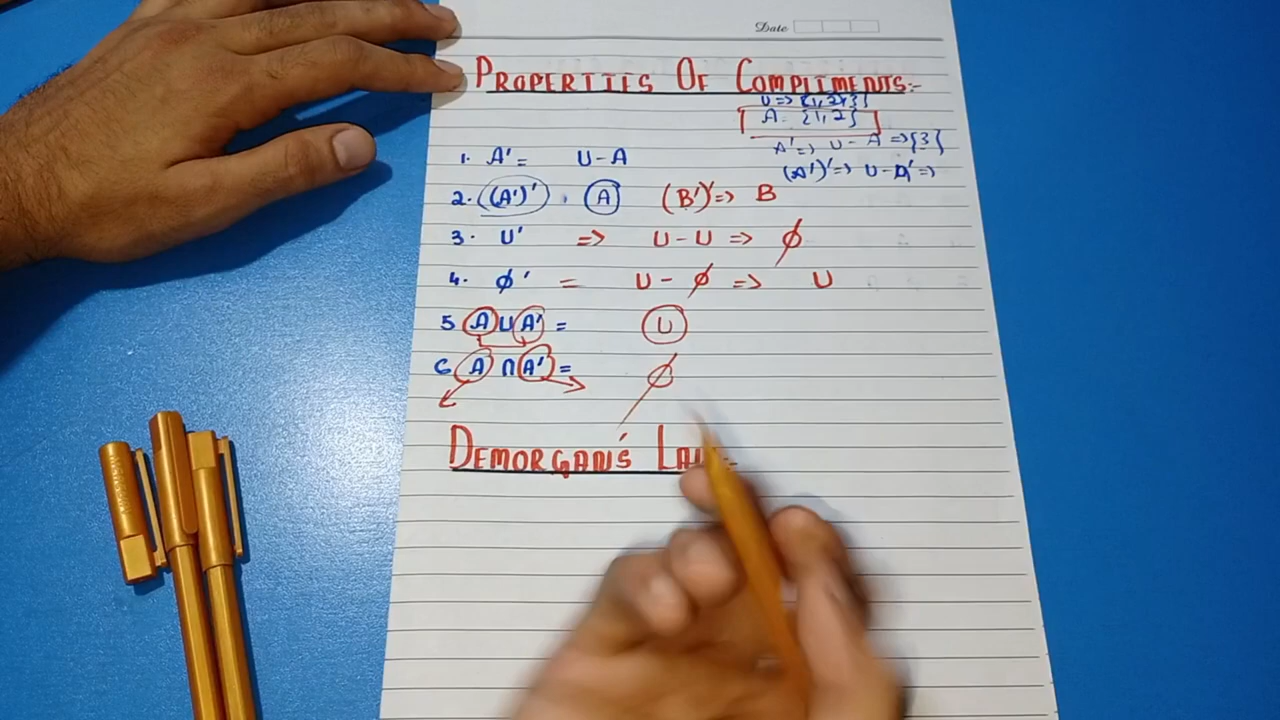 Date
PROPERTIES OF COMPLIMENTS:-
U => {1,2,3}
A = {1,2}
A' => U - A => {3}
(A')' => U - A' =>
1. A' = U - A
2. (A')' = A (B')' => B
3. U' => U - U => ϕ
4. ϕ' = U - ϕ => U
5 A U A' = U
6 A ∩ A' = ϕ
DEMORGAN'S